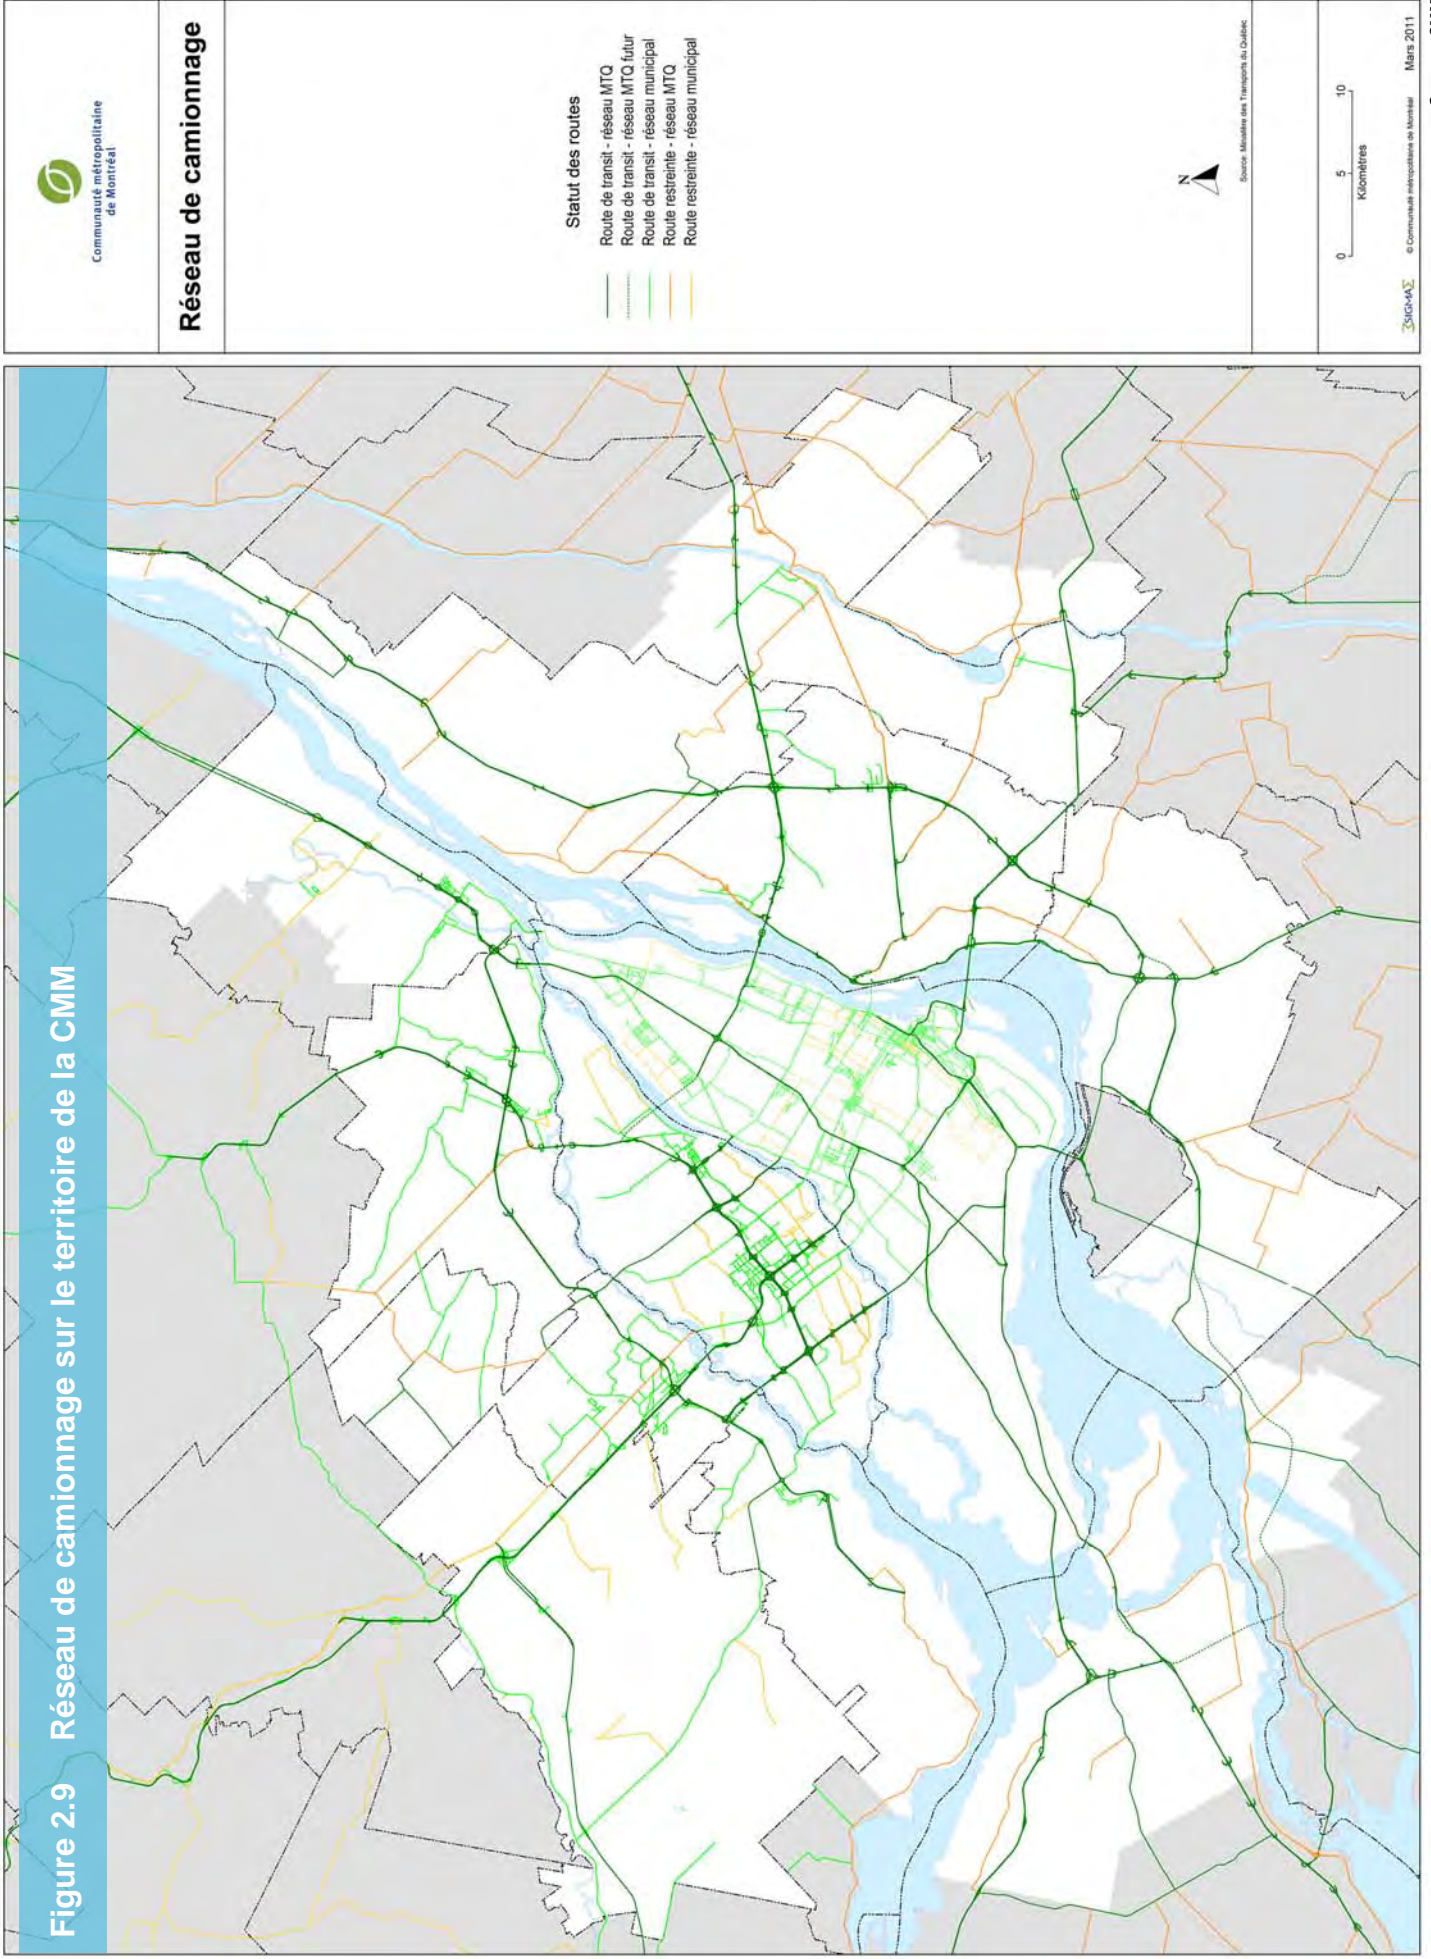 Figure 2.9 Réseau de camionnage sur le territoire de la CMM
Communauté métropolitaine
de Montréal
Réseau de camionnage
Statut des routes
Route de transit - réseau MTQ
Route de transit - réseau MTQ futur
Route de transit - réseau municipal
Route restreinte - réseau MTQ
Route restreinte - réseau municipal
N
Source: Ministère des Transports du Québec
0 5 10
Kilomètres
© Communauté métropolitaine de Montréal Mars 2011